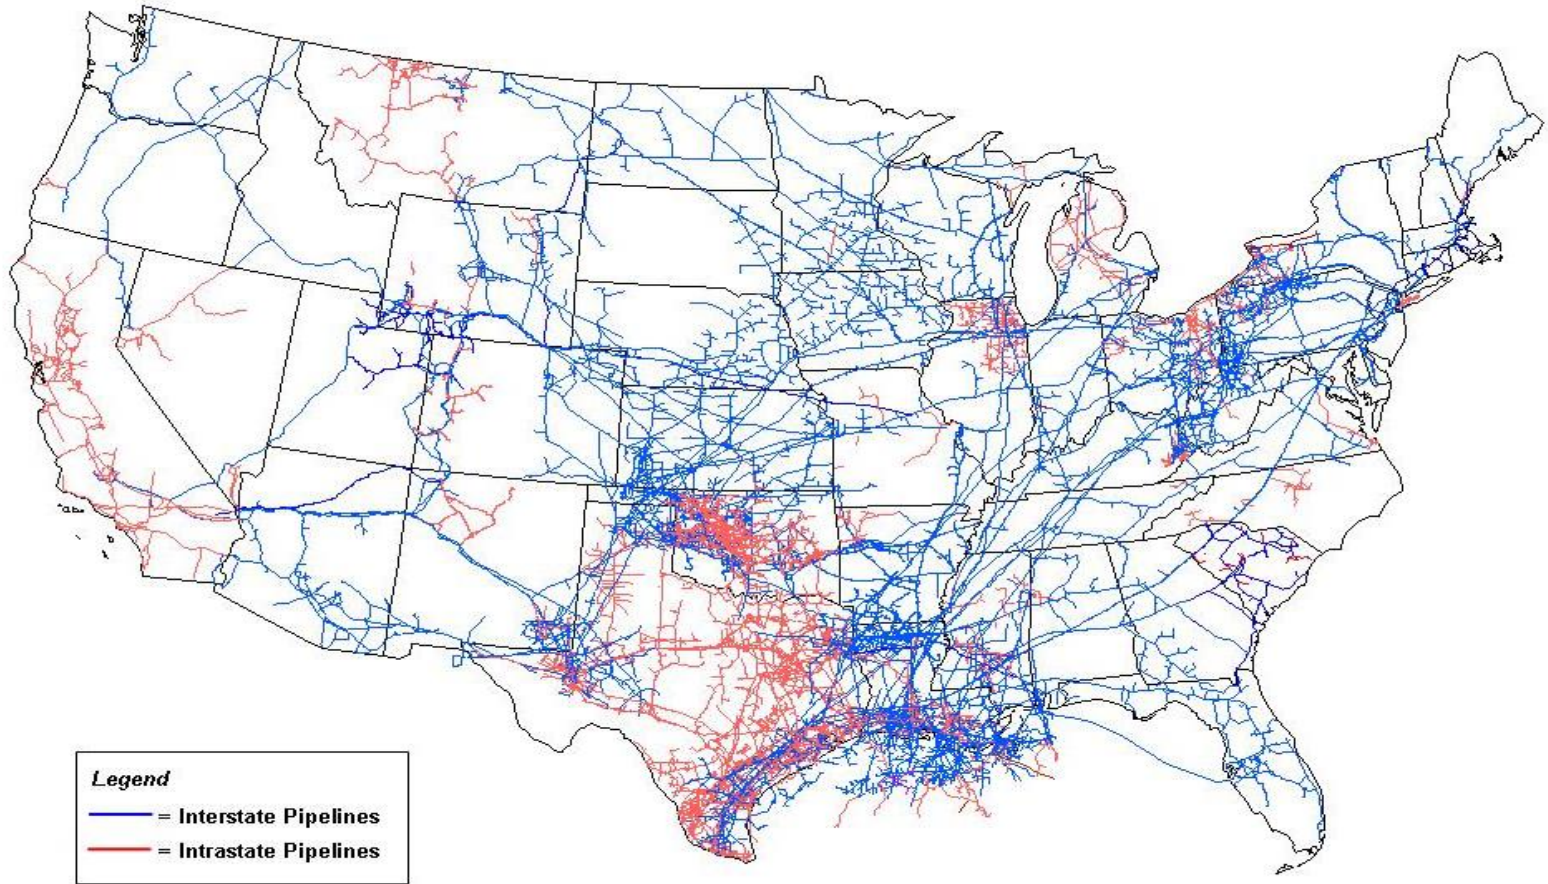 Legend
= Interstate Pipelines
= Intrastate Pipelines